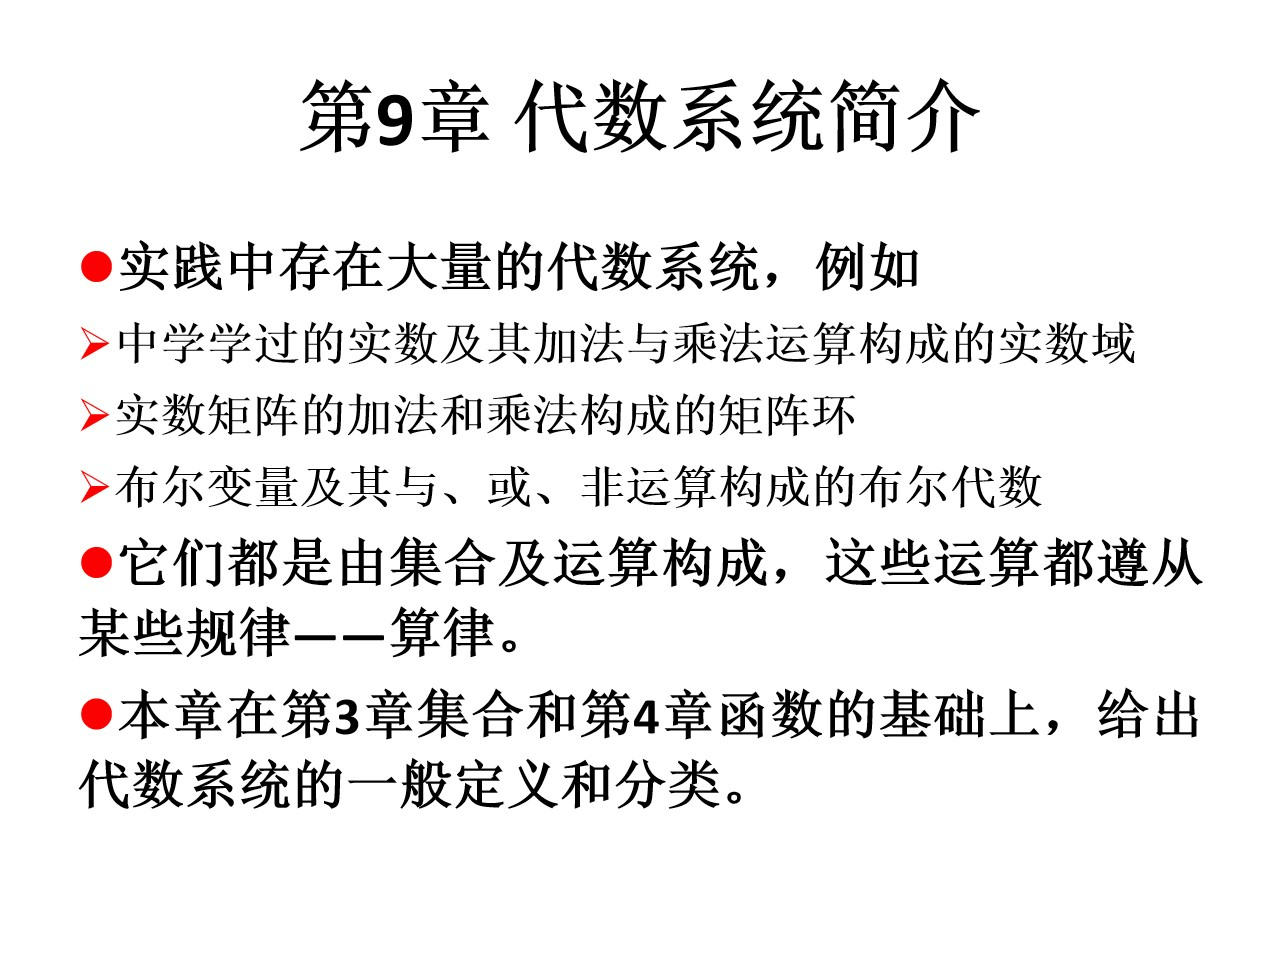 第9章 代数系统简介
●实践中存在大量的代数系统，例如
➢中学学过的实数及其加法与乘法运算构成的实数域
➢实数矩阵的加法和乘法构成的矩阵环
➢布尔变量及其与、或、非运算构成的布尔代数
●它们都是由集合及运算构成，这些运算都遵从
某些规律——算律。
●本章在第3章集合和第4章函数的基础上，给出
代数系统的一般定义和分类。